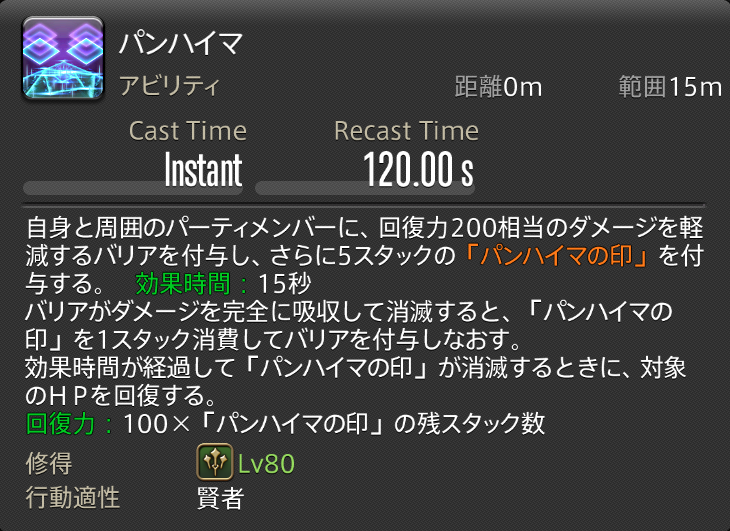 パンハイマ
アビリティ 距離0m 範囲15m
Cast Time Recast Time
Instant 120.00 s
自身と周囲のパーティメンバーに、回復力200相当のダメージを軽
減するバリアを付与し、さらに5スタックの「パンハイマの印」を付
与する。 効果時間：15秒
バリアがダメージを完全に吸収して消滅すると、「パンハイマの
印」を1スタック消費してバリアを付与しなおす。
効果時間が経過して「パンハイマの印」が消滅するときに、対象
のＨＰを回復する。
回復力：100×「パンハイマの印」の残スタック数
修得 Lv80
行動適性 賢者